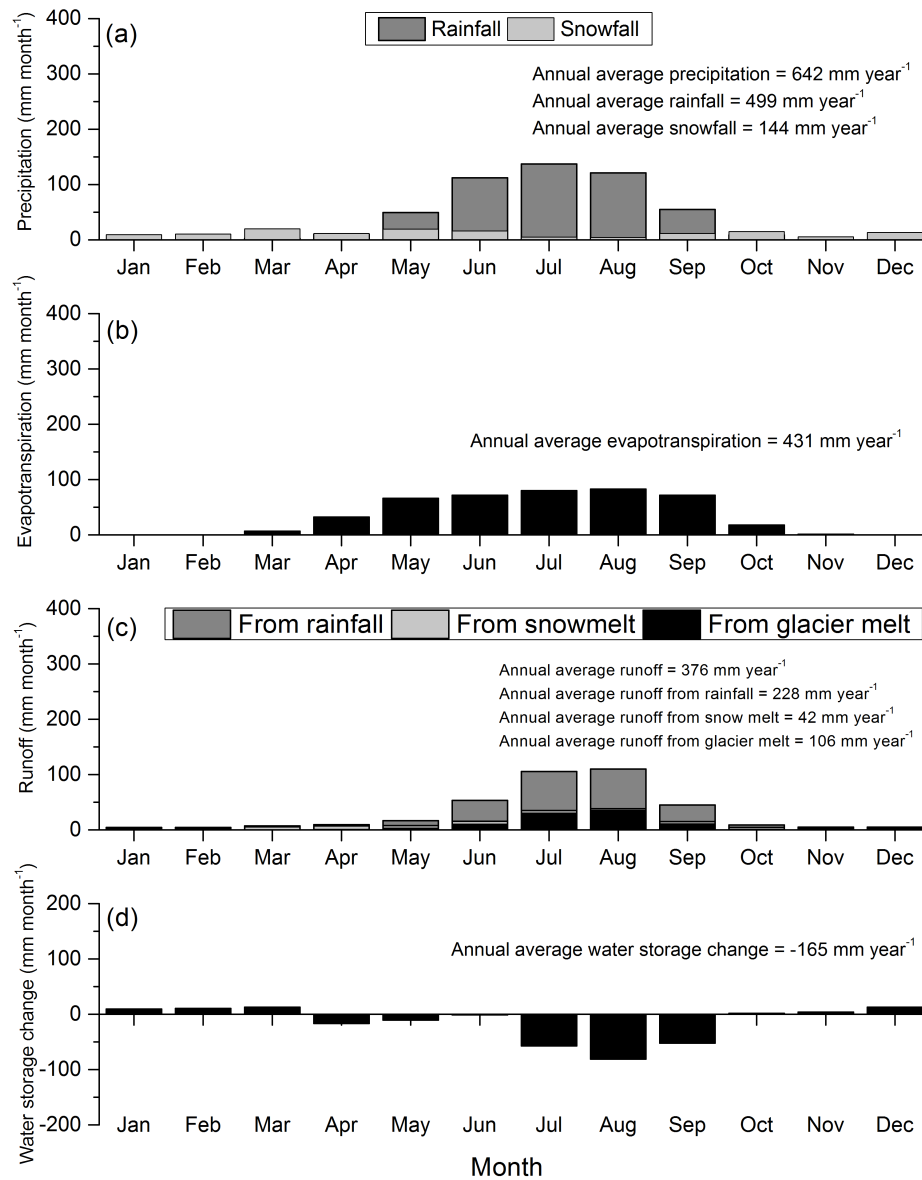 (a)
Rainfall Snowfall
Annual average precipitation = 642 mm year-1
Annual average rainfall = 499 mm year-1
Annual average snowfall = 144 mm year-1
Precipitation (mm month-1)
400
300
200
100
0
Jan Feb Mar Apr May Jun Jul Aug Sep Oct Nov Dec
(b)
Annual average evapotranspiration = 431 mm year-1
Evapotranspiration (mm month-1)
400
300
200
100
0
Jan Feb Mar Apr May Jun Jul Aug Sep Oct Nov Dec
(c)
From rainfall From snowmelt From glacier melt
Annual average runoff = 376 mm year-1
Annual average runoff from rainfall = 228 mm year-1
Annual average runoff from snow melt = 42 mm year-1
Annual average runoff from glacier melt = 106 mm year-1
Runoff (mm month-1)
400
300
200
100
0
Jan Feb Mar Apr May Jun Jul Aug Sep Oct Nov Dec
(d)
Annual average water storage change = -165 mm year-1
Water storage change (mm month-1)
200
100
0
-100
-200
Jan Feb Mar Apr May Jun Jul Aug Sep Oct Nov Dec
Month